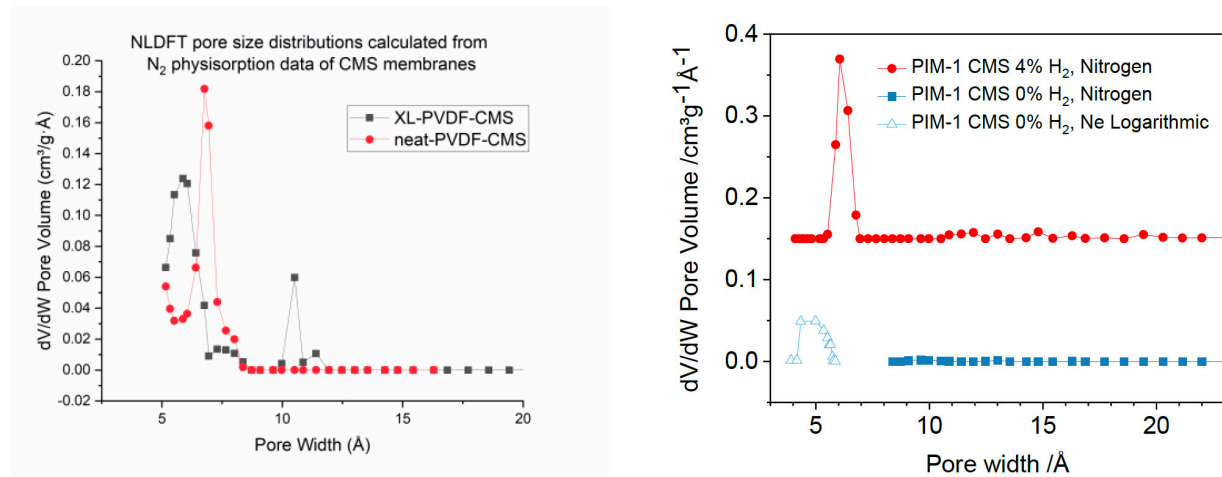 NLDFT pore size distributions calculated from
N₂ physisorption data of CMS membranes
XL-PVDF-CMS
neat-PVDF-CMS
dV/dW Pore Volume (cm³/g·Å)
0.20
0.18
0.16
0.14
0.12
0.10
0.08
0.06
0.04
0.02
0.00
-0.02
5
10
15
20
Pore Width (Å)
PIM-1 CMS 4% H₂, Nitrogen
PIM-1 CMS 0% H₂, Nitrogen
PIM-1 CMS 0% H₂, Ne Logarithmic
dV/dW Pore Volume /cm³g-1Å-1
0.4
0.3
0.2
0.1
0.0
5
10
15
20
Pore width /Å